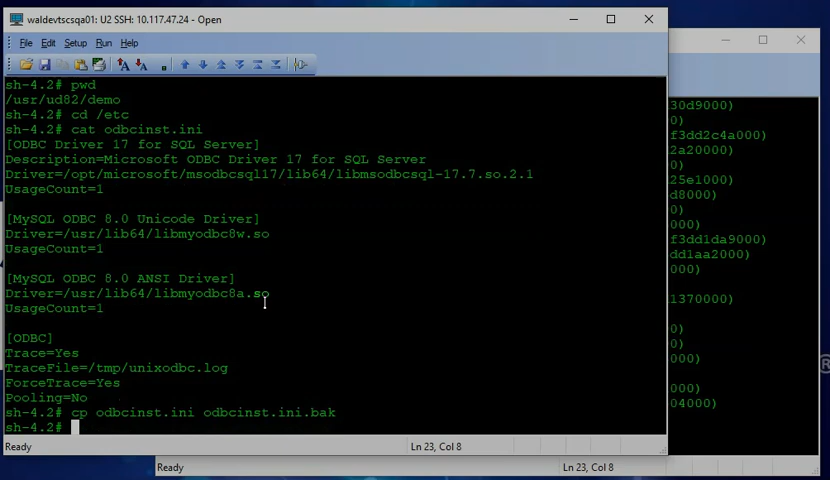 waldevtscsqa01: U2 SSH: 10.117.47.24 - Open
File Edit Setup Run Help
sh-4.2# pwd
/usr/ud82/demo
sh-4.2# cd /etc
sh-4.2# cat odbcinst.ini
[ODBC Driver 17 for SQL Server]
Description=Microsoft ODBC Driver 17 for SQL Server
Driver=/opt/microsoft/msodbcsql17/lib64/libmsodbcsql-17.7.so.2.1
UsageCount=1
[MySQL ODBC 8.0 Unicode Driver]
Driver=/usr/lib64/libmyodbc8w.so
UsageCount=1
[MySQL ODBC 8.0 ANSI Driver]
Driver=/usr/lib64/libmyodbc8a.so
UsageCount=1
[ODBC]
Trace=Yes
TraceFile=/tmp/unixodbc.log
ForceTrace=Yes
Pooling=No
sh-4.2# cp odbcinst.ini odbcinst.ini.bak
sh-4.2#
Ready Ln 23, Col 8
30d9000)
0)
f3dd2c4a000)
2a20000)
0)
25e1000)
d8000)
0)
000)
f3dd1da9000)
dd1aa2000)
000)
1370000)
0)
0)
000)
0)
000)
04000)
Ready Ln 23, Col 8
®